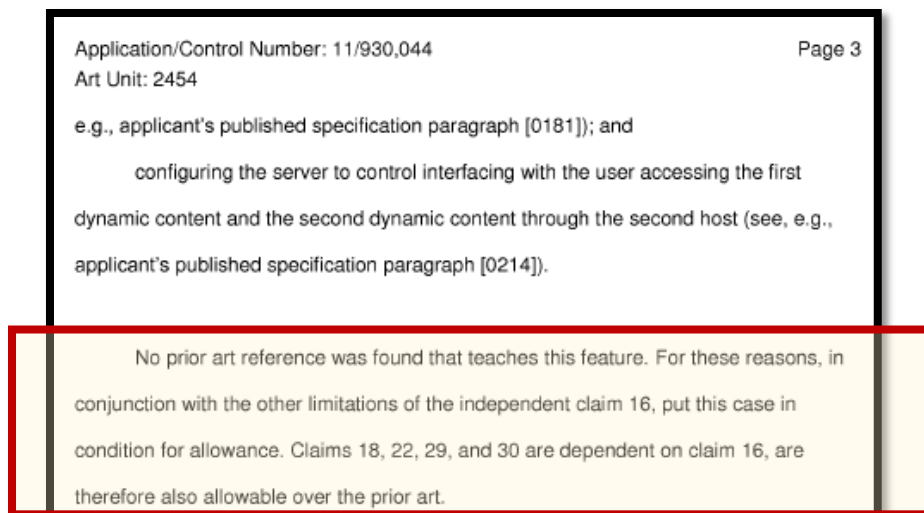 Application/Control Number: 11/930,044 Page 3
Art Unit: 2454
e.g., applicant's published specification paragraph [0181]); and
configuring the server to control interfacing with the user accessing the first
dynamic content and the second dynamic content through the second host (see, e.g.,
applicant's published specification paragraph [0214]).
No prior art reference was found that teaches this feature. For these reasons, in
conjunction with the other limitations of the independent claim 16, put this case in
condition for allowance. Claims 18, 22, 29, and 30 are dependent on claim 16, are
therefore also allowable over the prior art.